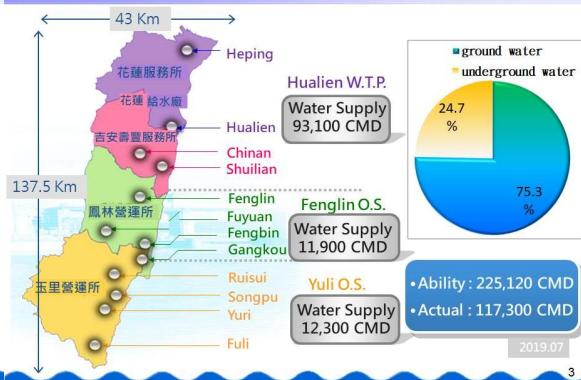 43 Km
137.5 Km
花蓮服務所
花蓮 給水廠
吉安壽豐服務所
鳳林營運所
玉里營運所
Heping
Hualien
Chinan
Shuilian
Fenglin
Fuyuan
Fengbin
Gangkou
Ruisui
Songpu
Yuri
Fuli
Hualien W.T.P.
Water Supply
93,100 CMD
Fenglin O.S.
Water Supply
11,900 CMD
Yuli O.S.
Water Supply
12,300 CMD
ground water
underground water
24.7
%
75.3
%
• Ability : 225,120 CMD
• Actual : 117,300 CMD
2019.07
3